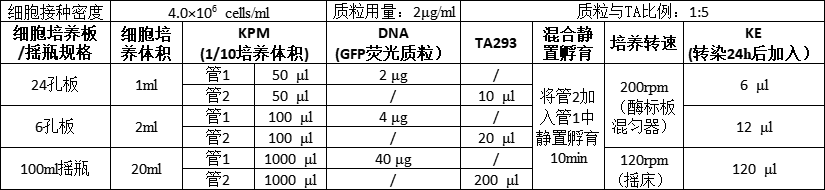 细胞接种密度 4.0×10⁶ cells/ml 质粒用量：2μg/ml 质粒与TA比例：1:5
细胞培养板/摇瓶规格 细胞培养体积 KPM (1/10培养体积) DNA (GFP荧光质粒) TA293 混合静置孵育 培养转速 KE (转染24h后加入)
24孔板 1ml 管1 50 μl 2 μg / 将管2加入管1中静置孵育10min 200rpm (酶标板混匀器) 6 μl
管2 50 μl 10 μl
6孔板 2ml 管1 100 μl 4 μg / 12 μl
管2 100 μl 20 μl
100ml摇瓶 20ml 管1 1000 μl 40 μg / 120rpm (摇床) 120 μl
管2 1000 μl 200 μl